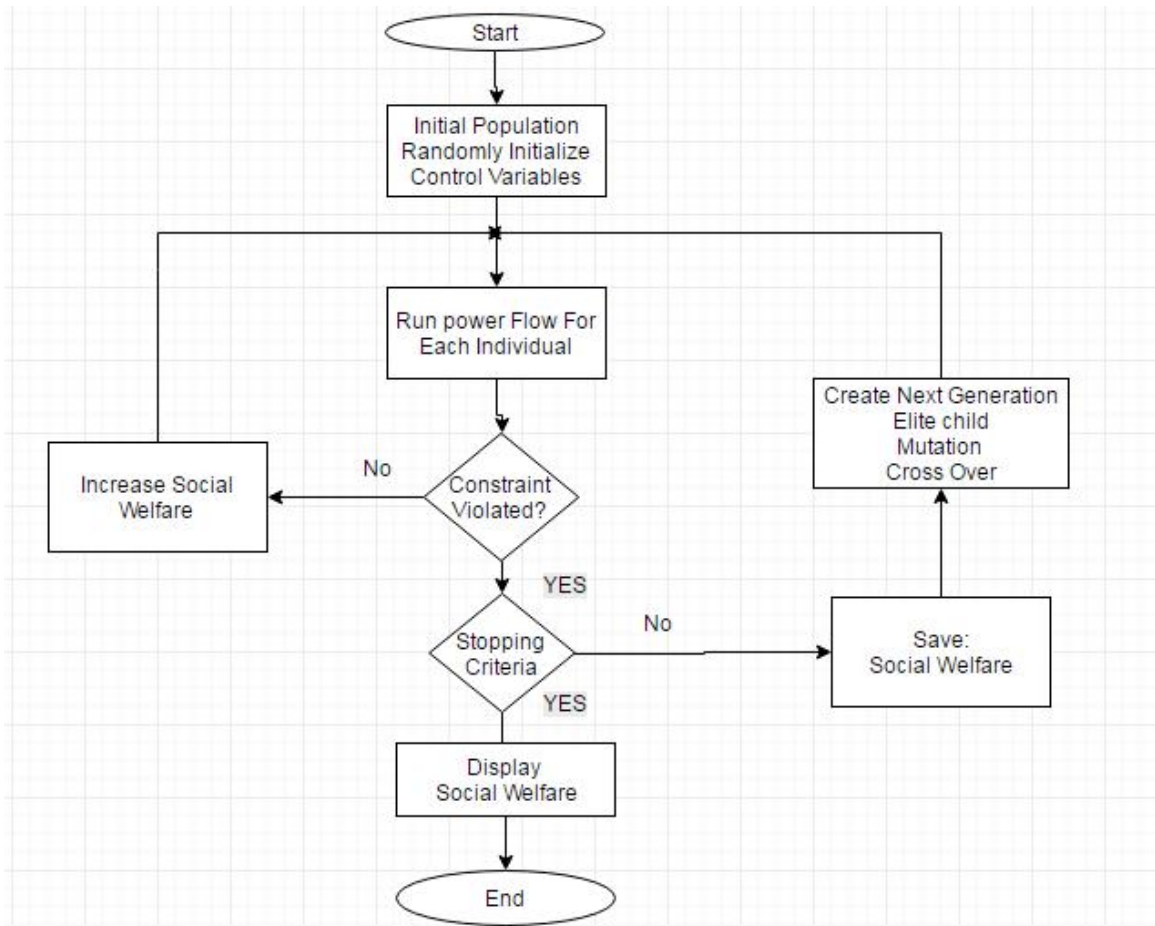 Start
Initial Population
Randomly Initialize
Control Variables
Run power Flow For
Each Individual
Create Next Generation
Elite child
Mutation
Cross Over
No
Increase Social
Welfare
Constraint
Violated?
YES
No
Stopping
Criteria
Save:
Social Welfare
YES
Display
Social Welfare
End